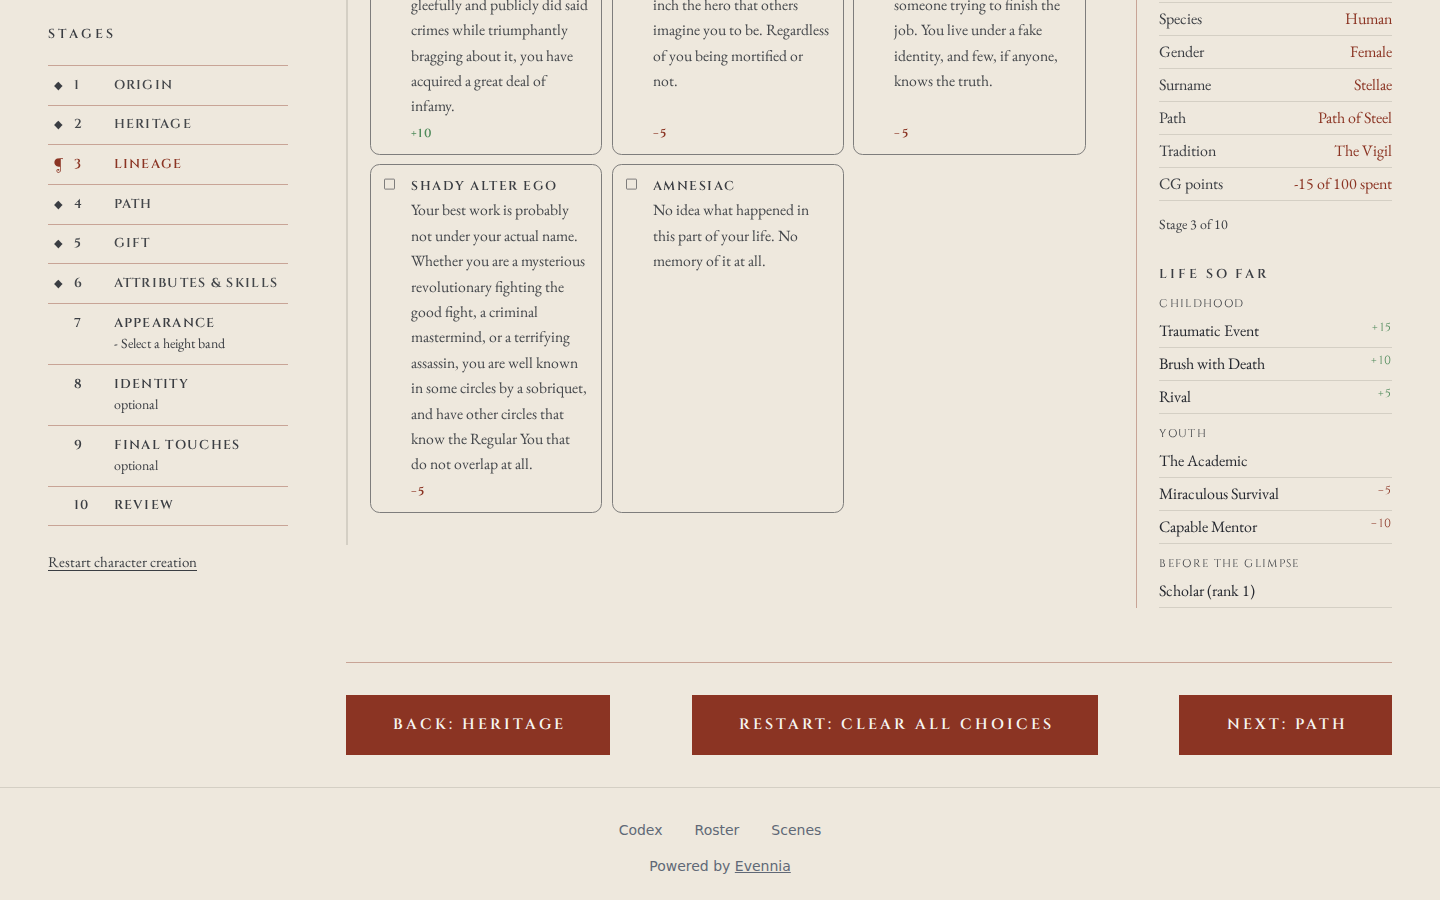 STAGES
◆ 1 ORIGIN
◆ 2 HERITAGE
¶ 3 LINEAGE
◆ 4 PATH
◆ 5 GIFT
◆ 6 ATTRIBUTES & SKILLS
7 APPEARANCE
- Select a height band
8 IDENTITY
optional
9 FINAL TOUCHES
optional
10 REVIEW
Restart character creation
gleefully and publicly did said
crimes while triumphantly
bragging about it, you have
acquired a great deal of
infamy.
+10
inch the hero that others
imagine you to be. Regardless
of you being mortified or
not.
−5
someone trying to finish the
job. You live under a fake
identity, and few, if anyone,
knows the truth.
−5
SHADY ALTER EGO
Your best work is probably
not under your actual name.
Whether you are a mysterious
revolutionary fighting the
good fight, a criminal
mastermind, or a terrifying
assassin, you are well known
in some circles by a sobriquet,
and have other circles that
know the Regular You that
do not overlap at all.
−5
AMNESIAC
No idea what happened in
this part of your life. No
memory of it at all.
Species Human
Gender Female
Surname Stellae
Path Path of Steel
Tradition The Vigil
CG points -15 of 100 spent
Stage 3 of 10
LIFE SO FAR
CHILDHOOD
Traumatic Event +15
Brush with Death +10
Rival +5
YOUTH
The Academic
Miraculous Survival −5
Capable Mentor −10
BEFORE THE GLIMPSE
Scholar (rank 1)
BACK: HERITAGE
RESTART: CLEAR ALL CHOICES
NEXT: PATH
Codex Roster Scenes
Powered by Evennia